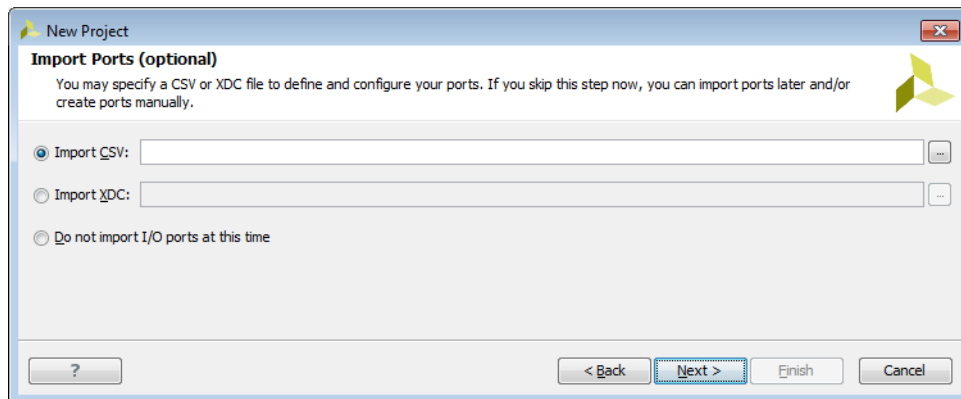 New Project
Import Ports (optional)
You may specify a CSV or XDC file to define and configure your ports. If you skip this step now, you can import ports later and/or
create ports manually.
Import CSV:
...
Import XDC:
...
Do not import I/O ports at this time
?
< Back
Next >
Finish
Cancel